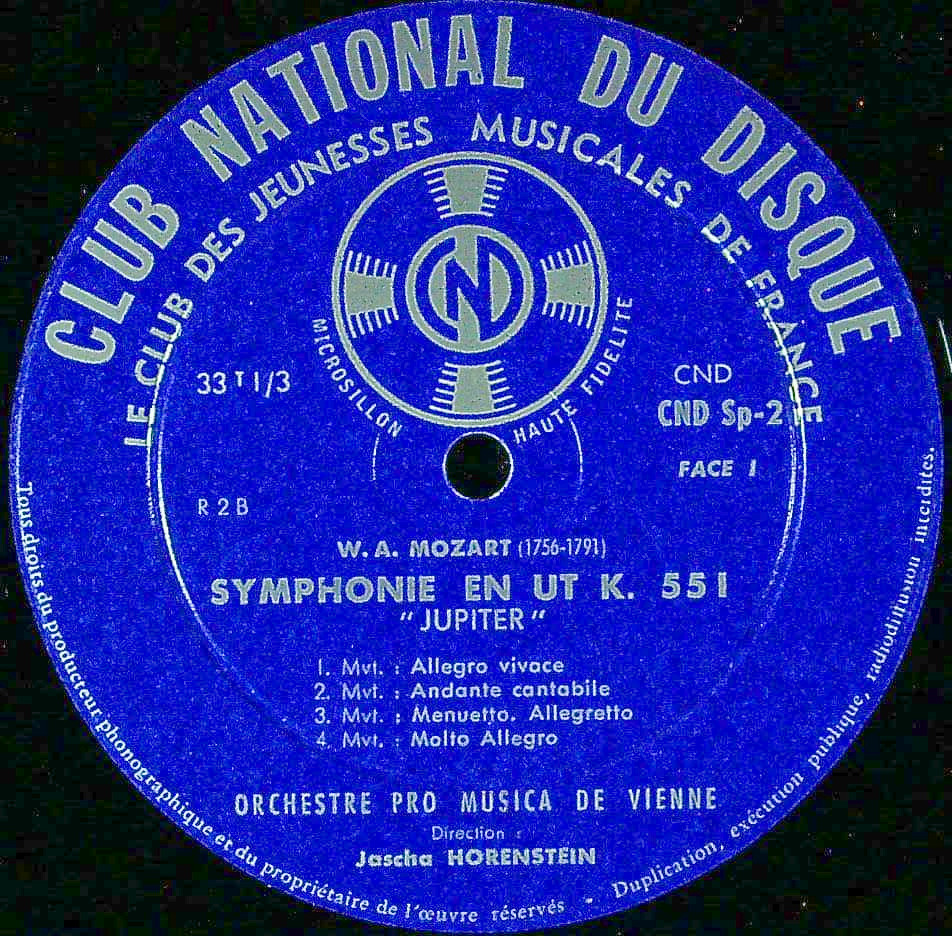 CLUB NATIONAL DU DISQUE
LE CLUB DES JEUNESSES MUSICALES DE FRANCE
MICROSILLON HAUTE FIDELITE
33 T 1/3
CND
CND Sp-2
FACE 1
R 2 B
W. A. MOZART (1756-1791)
SYMPHONIE EN UT K. 551
"JUPITER"
1. Mvt. : Allegro vivace
2. Mvt. : Andante cantabile
3. Mvt. : Menuetto. Allegretto
4. Mvt. : Molto Allegro
ORCHESTRE PRO MUSICA DE VIENNE
Direction :
Jascha HORENSTEIN
Tous droits du producteur phonographique et du propriétaire de l'œuvre réservés - Duplication, exécution publique, radiodiffusion interdites.